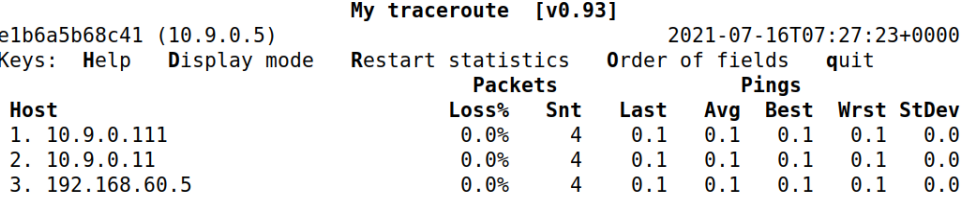 My traceroute  [v0.93]
e1b6a5b68c41 (10.9.0.5)                                2021-07-16T07:27:23+0000
Keys:  Help   Display mode   Restart statistics   Order of fields   quit
                                       Packets               Pings
 Host                                Loss%   Snt   Last   Avg  Best  Wrst StDev
 1. 10.9.0.111                        0.0%     4    0.1   0.1   0.1   0.1   0.0
 2. 10.9.0.11                         0.0%     4    0.1   0.1   0.1   0.1   0.0
 3. 192.168.60.5                      0.0%     4    0.1   0.1   0.1   0.1   0.0